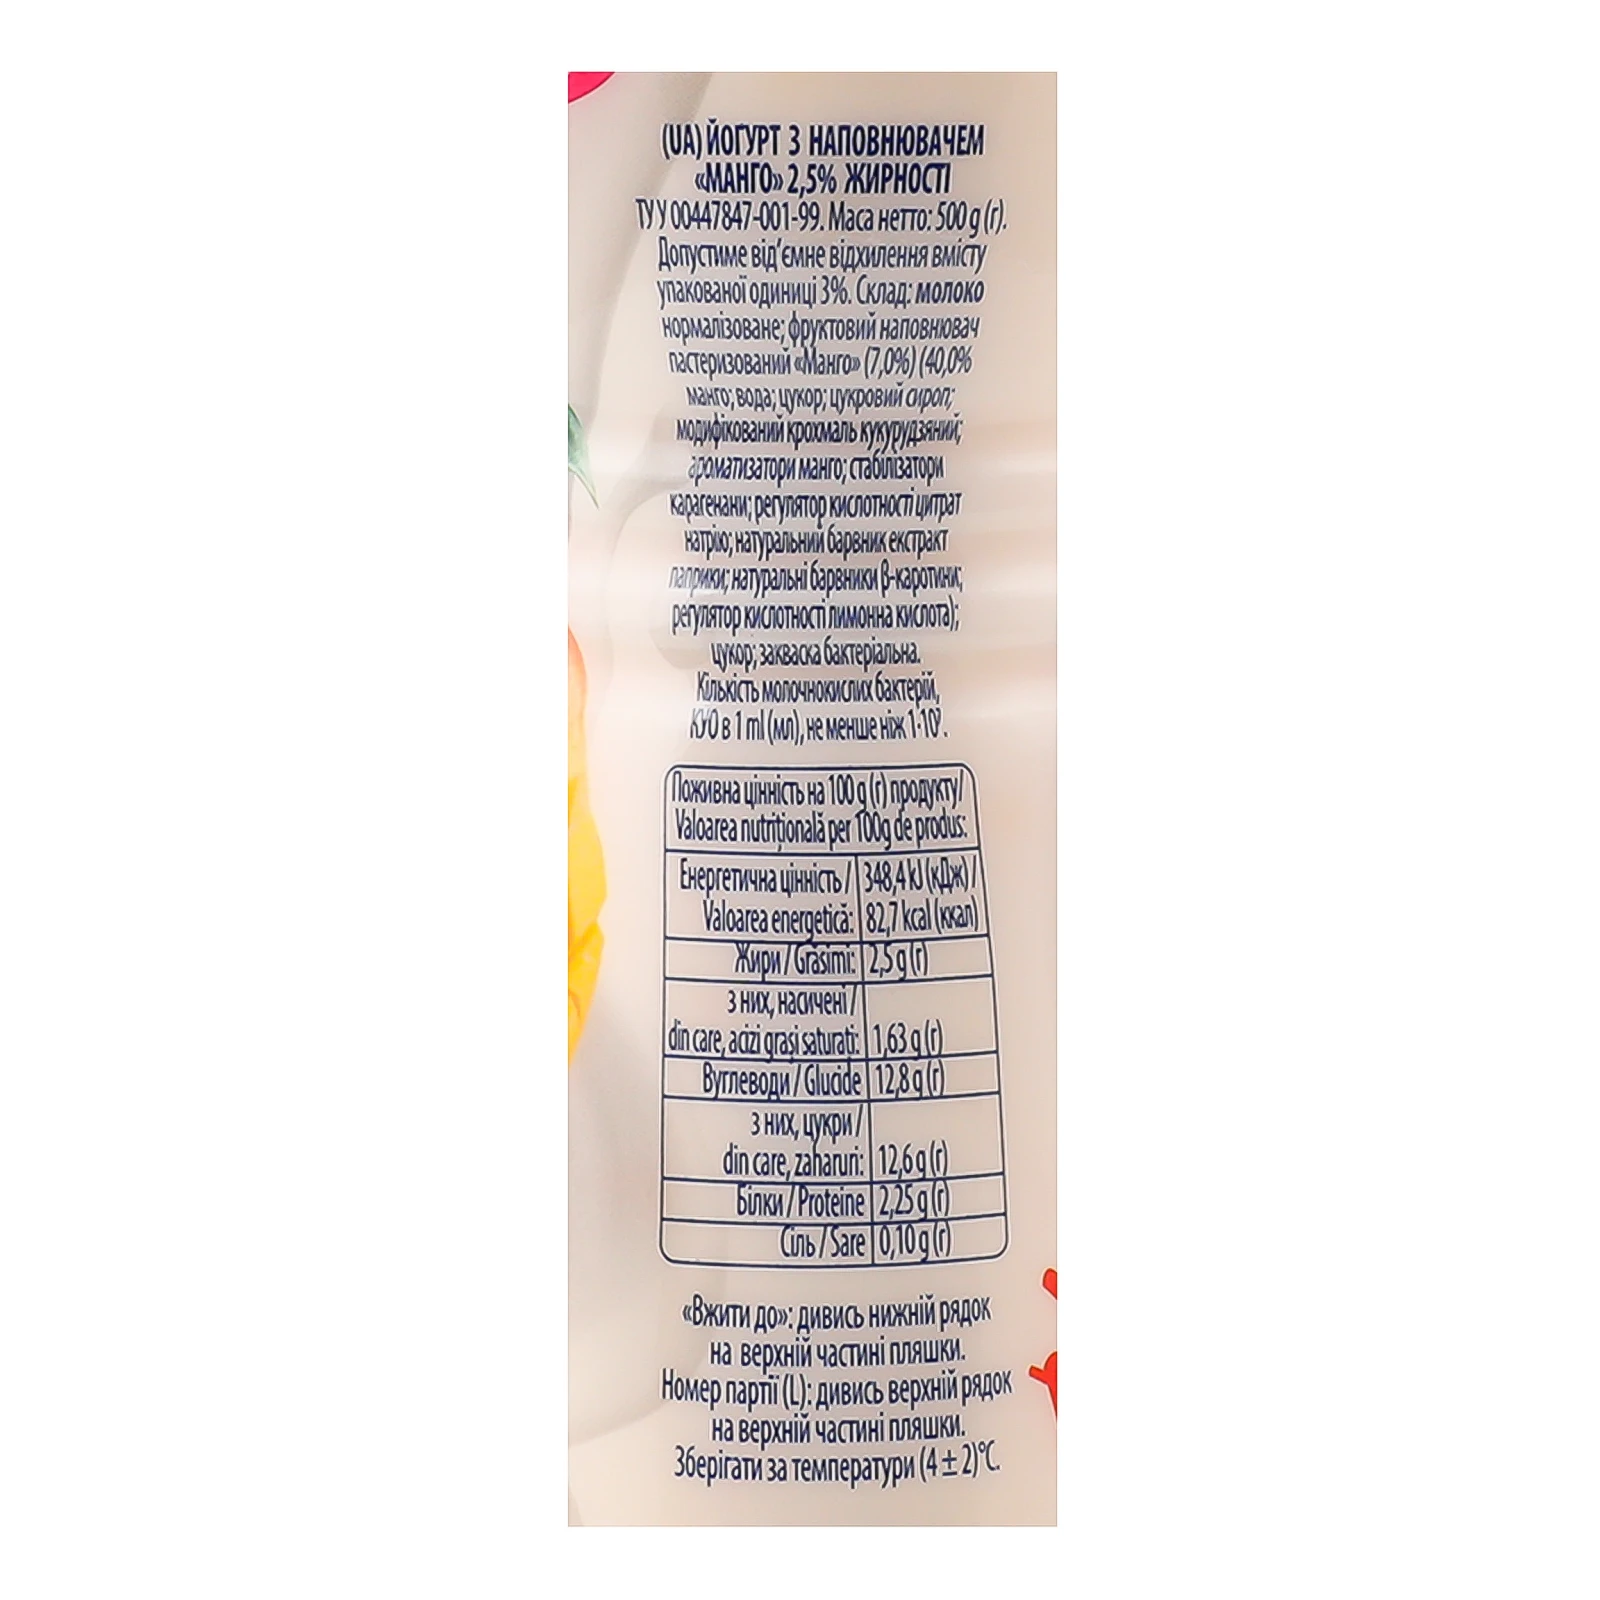 (UA) ЙОГУРТ З НАПОВНЮВАЧЕМ
«МАНГО» 2,5% ЖИРНОСТІ
ТУ У 00447847-001-99. Маса нетто: 500 g (г).
Допустиме від'ємне відхилення вмісту
упакованої одиниці 3%. Склад: молоко
нормалізоване; фруктовий наповнювач
пастеризований «Манго» (7,0%) (40,0%
манго; вода; цукор; цукровий сироп;
модифікований крохмаль кукурудзяний;
ароматизатори манго; стабілізатори
карагенани; регулятор кислотності цитрат
натрію; натуральний барвник екстракт
паприки; натуральні барвники β-каротини;
регулятор кислотності лимонна кислота);
цукор; закваска бактеріальна.
Кількість молочнокислих бактерій,
КУО в 1 ml (мл), не менше ніж
Поживна цінність на 100 g (г) продукту/
Valoarea nutrițională per 100g de produs:
Енергетична цінність / 348,4 kJ (кДж) /
Valoarea energetică: 82,7 kcal (ккал)
Жири / Grăsimi: 2,5 g (г)
з них, насичені /
din care, acizi grași saturați: 1,63 g (г)
Вуглеводи / Glucide 12,8 g (г)
з них, цукри /
din care, zaharuri: 12,6 g (г)
Білки / Proteine 2,25 g (г)
Сіль / Sare 0,10 g (г)
«Вжити до»: дивись нижній рядок
на верхній частині пляшки.
Номер партії (L): дивись верхній рядок
на верхній частині пляшки.
Зберігати за температури (4 ± 2)°С.